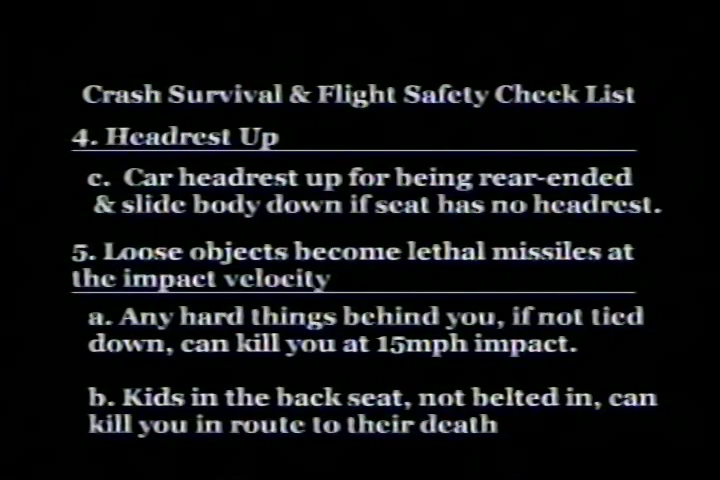 Crash Survival & Flight Safety Check List
4. Headrest Up
c. Car headrest up for being rear-ended
& slide body down if seat has no headrest.
5. Loose objects become lethal missiles at
the impact velocity
a. Any hard things behind you, if not tied
down, can kill you at 15mph impact.
b. Kids in the back seat, not belted in, can
kill you in route to their death